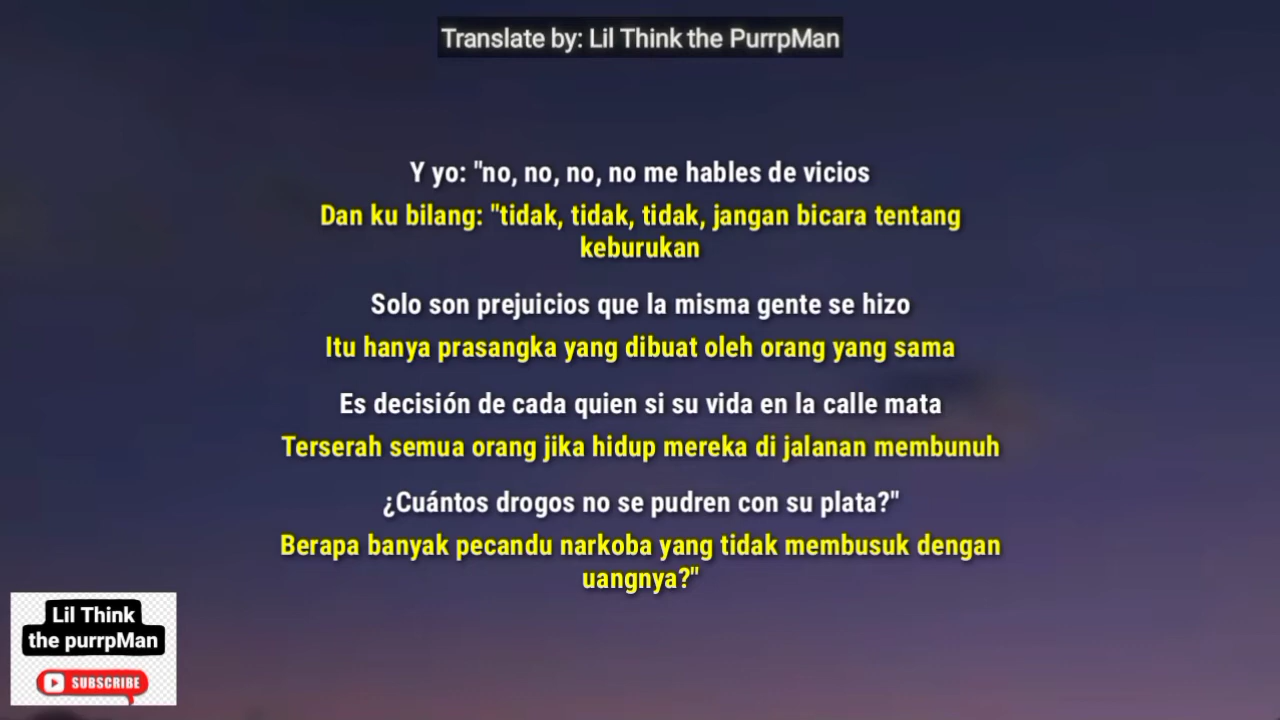 Translate by: Lil Think the PurrpMan
Y yo: "no, no, no, no me hables de vicios
Dan ku bilang: "tidak, tidak, tidak, jangan bicara tentang
keburukan
Solo son prejuicios que la misma gente se hizo
Itu hanya prasangka yang dibuat oleh orang yang sama
Es decisión de cada quien si su vida en la calle mata
Terserah semua orang jika hidup mereka di jalanan membunuh
¿Cuántos drogos no se pudren con su plata?"
Berapa banyak pecandu narkoba yang tidak membusuk dengan
uangnya?"
Lil Think
the purrpMan
SUBSCRIBE